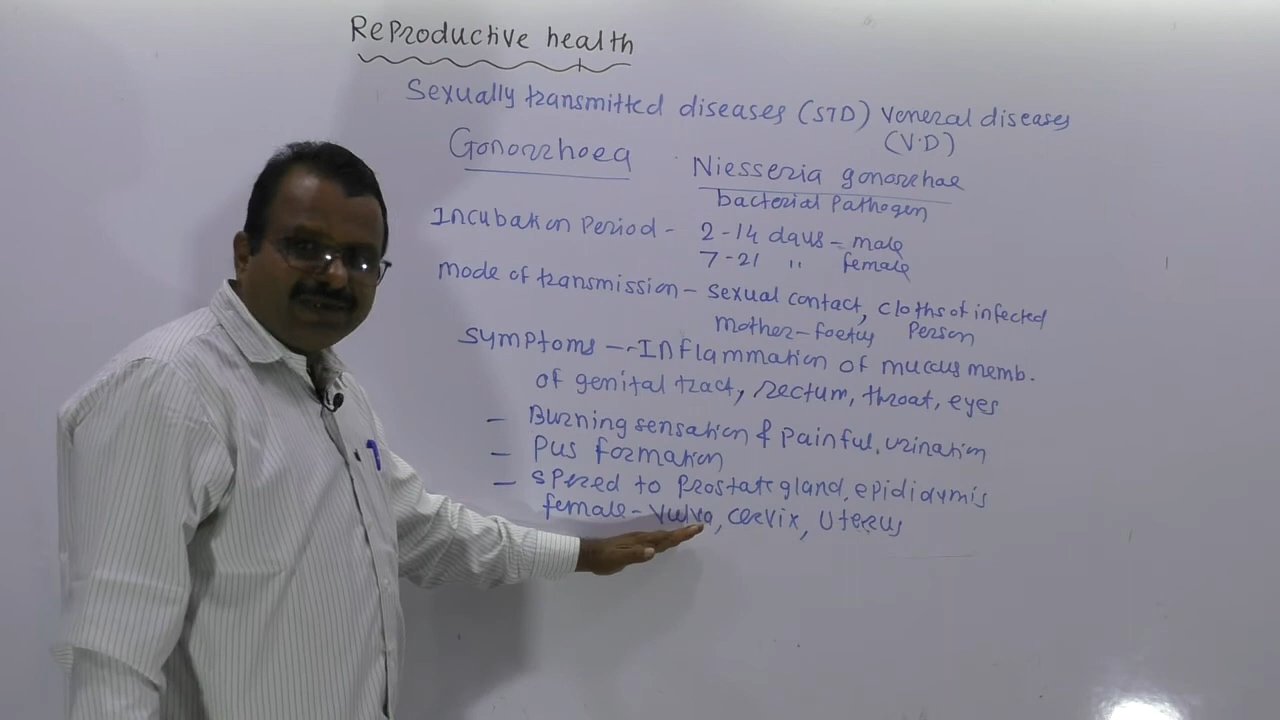 Reproductive health
Sexually transmitted diseases (STD) Veneral diseases
(V.D)
Gonorrhoea
Niesseria gonorrhae
bacterial Pathogen
Incubation Period - 2-14 days - male
7-21 " female
Mode of transmission - Sexual contact, cloths of infected
Mother-foetus Person
Symptoms - - Inflammation of mucus memb.
of genital tract, rectum, throat, eyes
- Burning sensation & Painful urination
- Pus formation
- Spered to Prostate gland, epididymis
female - vulva, cervix, Uterus